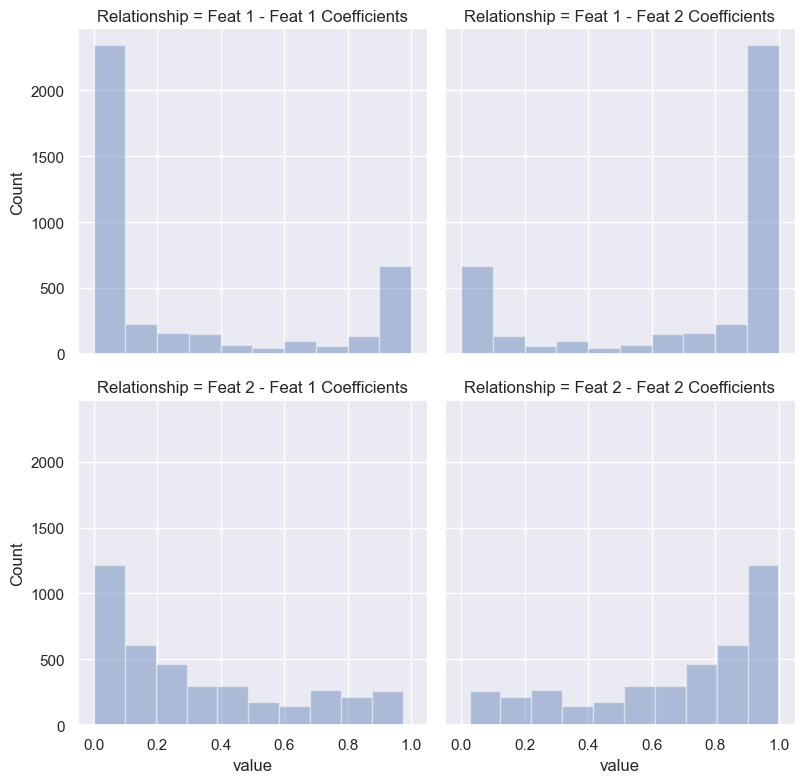 Relationship = Feat 1 - Feat 1 Coefficients
Relationship = Feat 1 - Feat 2 Coefficients
2000
1500
1000
500
0
Count
Relationship = Feat 2 - Feat 1 Coefficients
Relationship = Feat 2 - Feat 2 Coefficients
2000
1500
1000
500
0
Count
0.0 0.2 0.4 0.6 0.8 1.0
0.0 0.2 0.4 0.6 0.8 1.0
value
value